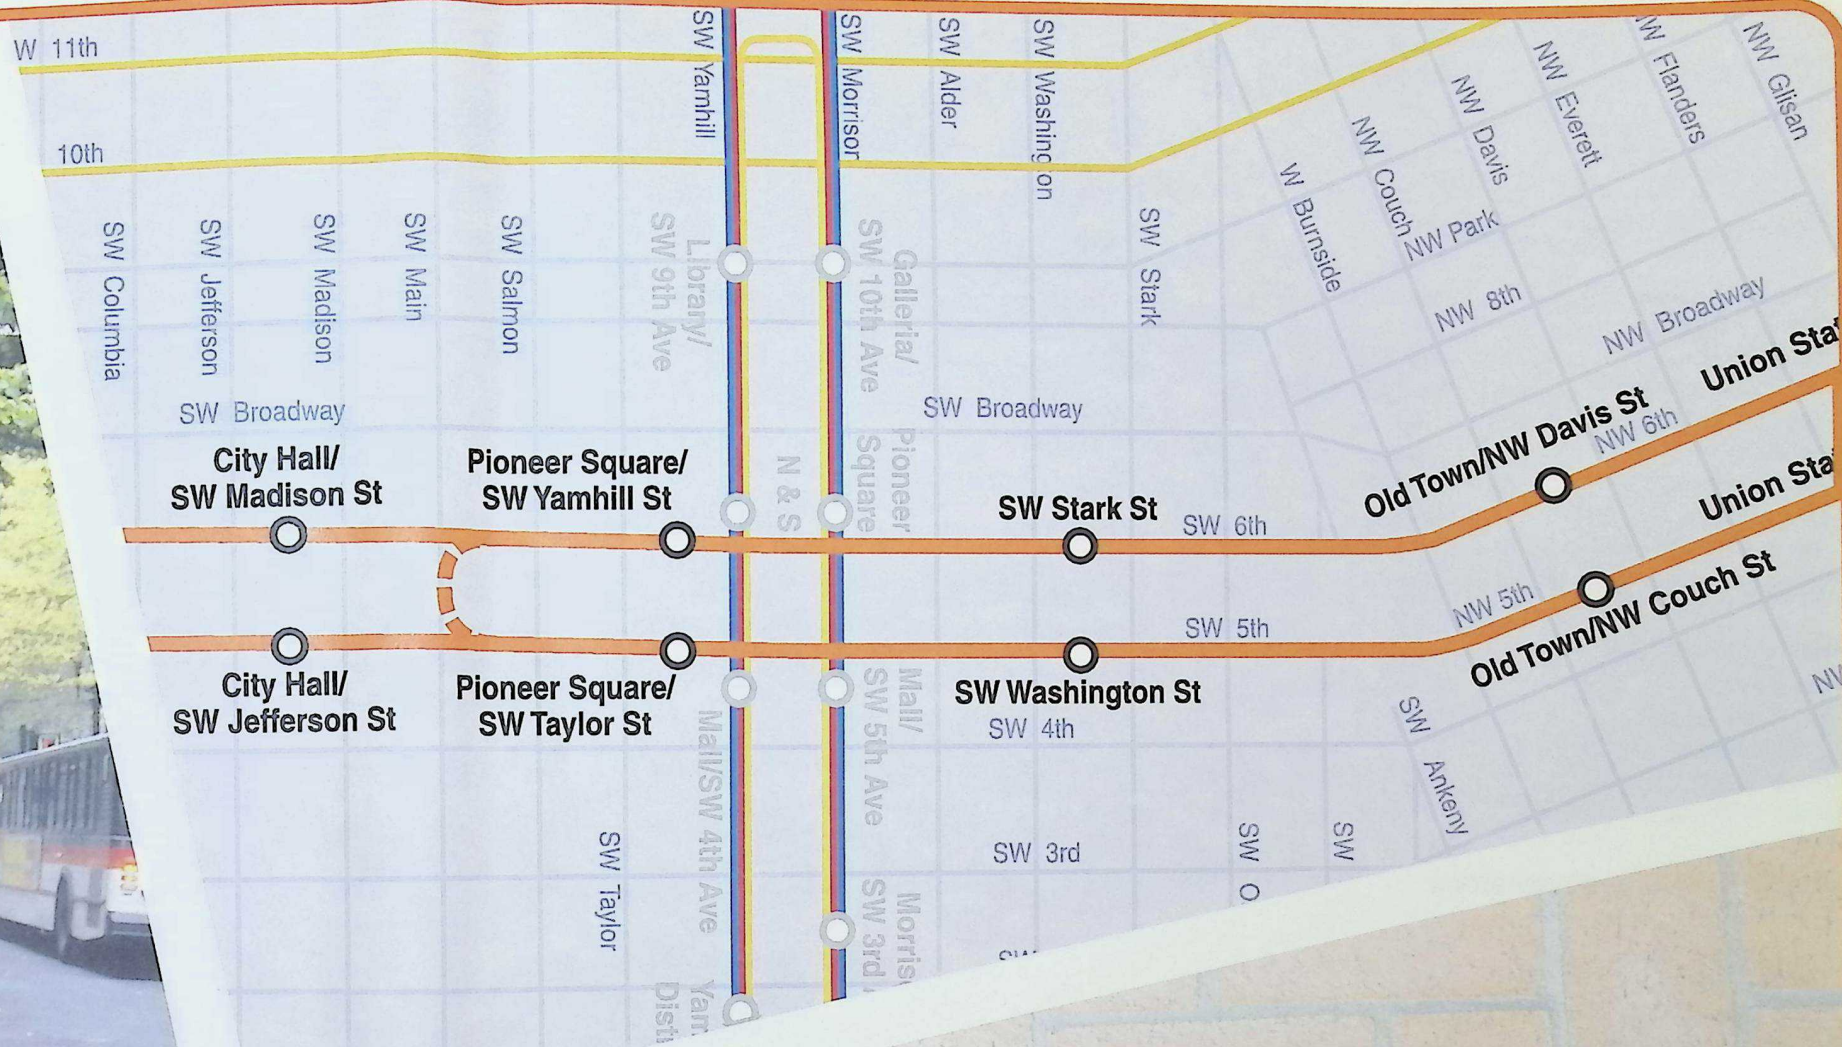 W 11th
10th
SW Yamhill
SW Morrison
SW Alder
SW Washington
NW Everett
NW Flanders
NW Glisan
NW Davis
NW Couch
W Burnside
NW Park
NW 8th
NW Broadway
SW Columbia
SW Jefferson
SW Madison
SW Main
SW Salmon
Library/
SW 9th Ave
Galleria/
SW 10th Ave
SW Stark
SW Broadway
SW Broadway
City Hall/
SW Madison St
Pioneer Square/
SW Yamhill St
N & S
Pioneer
Square
SW Stark St
SW 6th
Old Town/NW Davis St
NW 6th
Union Sta
Union Sta
NW 5th
Old Town/NW Couch St
SW 5th
City Hall/
SW Jefferson St
Pioneer Square/
SW Taylor St
Mall/SW 4th Ave
Mall/
SW 5th Ave
SW Washington St
SW 4th
SW Ankeny
NW
SW Taylor
SW 3rd
SW O
SW
Morris
SW 3rd
Yam
Dist